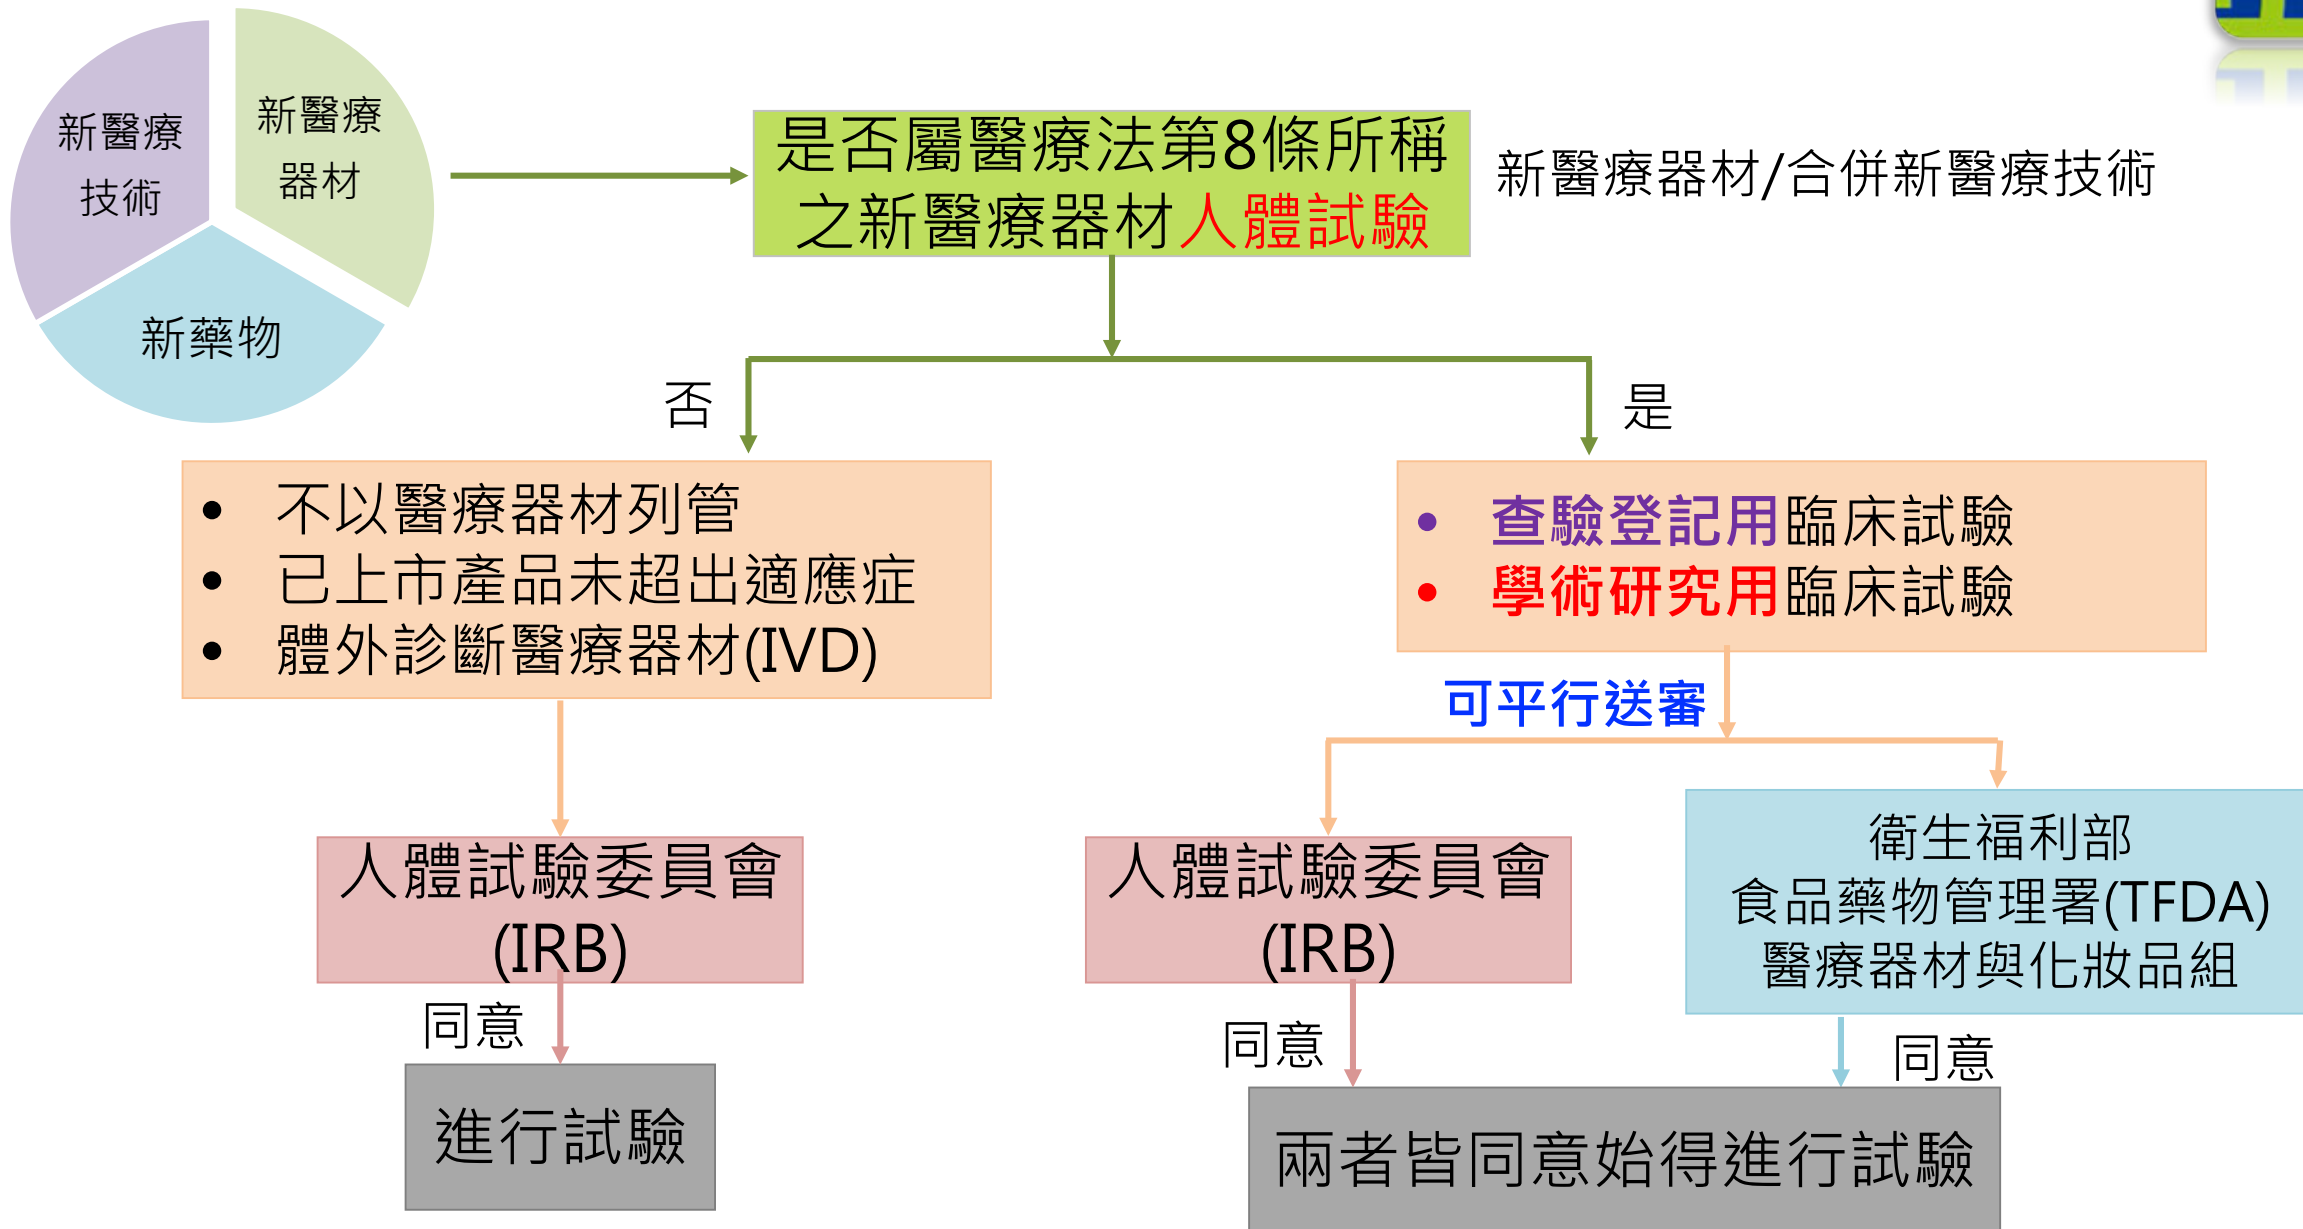 新醫療
技術
新醫療
器材
新藥物
是否屬醫療法第8條所稱
之新醫療器材人體試驗
新醫療器材/合併新醫療技術
否
是
• 不以醫療器材列管
• 已上市產品未超出適應症
• 體外診斷醫療器材(IVD)
• 查驗登記用臨床試驗
• 學術研究用臨床試驗
可平行送審
人體試驗委員會
(IRB)
人體試驗委員會
(IRB)
衛生福利部
食品藥物管理署(TFDA)
醫療器材與化妝品組
同意
同意
同意
進行試驗
兩者皆同意始得進行試驗